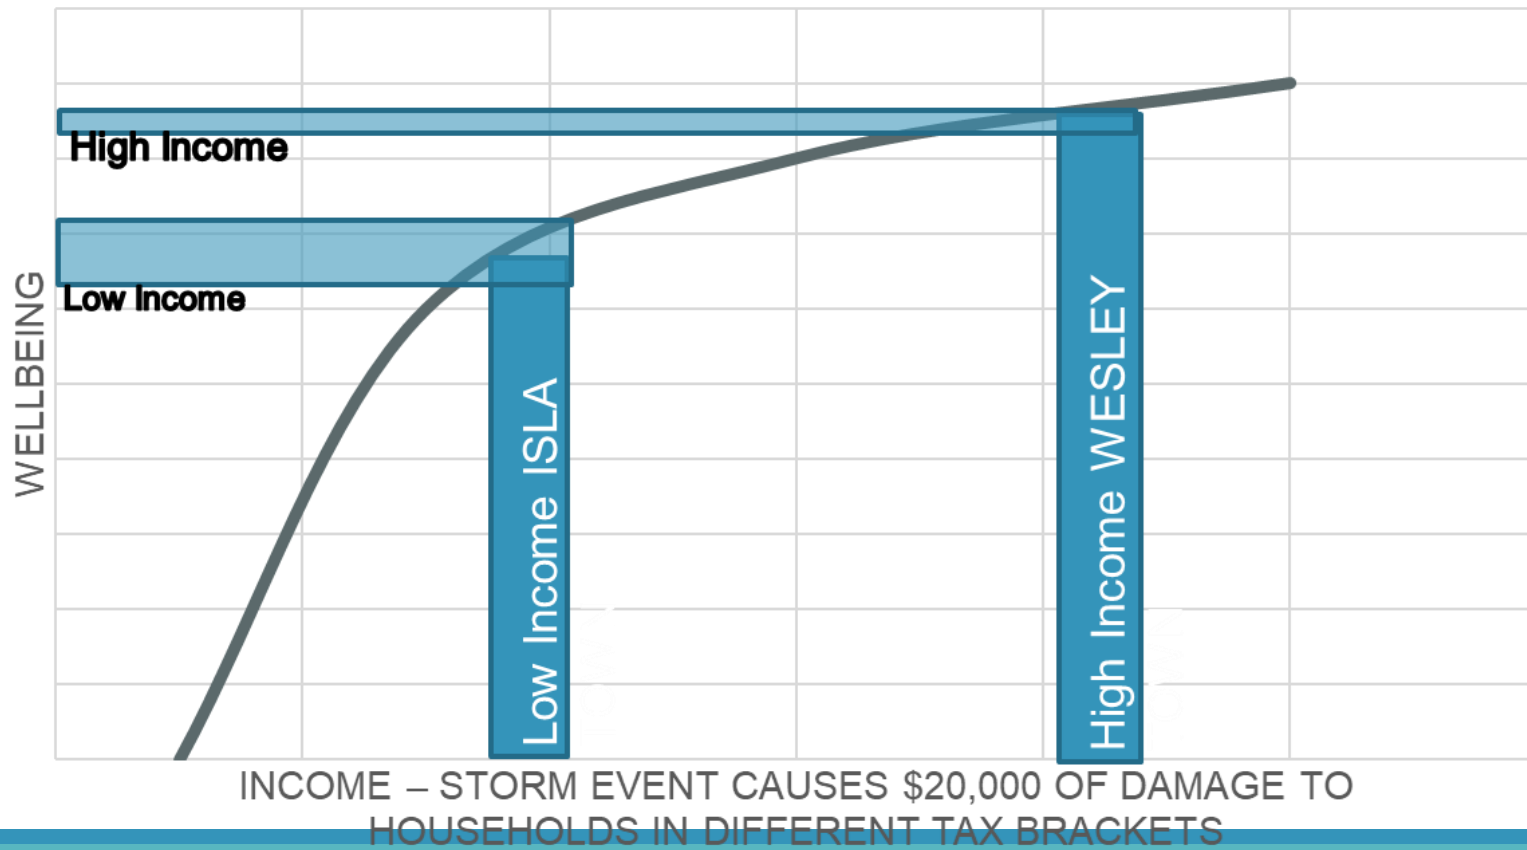 High Income
Low Income
WELLBEING
Low Income ISLA
High Income WESLEY
INCOME – STORM EVENT CAUSES $20,000 OF DAMAGE TO
HOUSEHOLDS IN DIFFERENT TAX BRACKETS